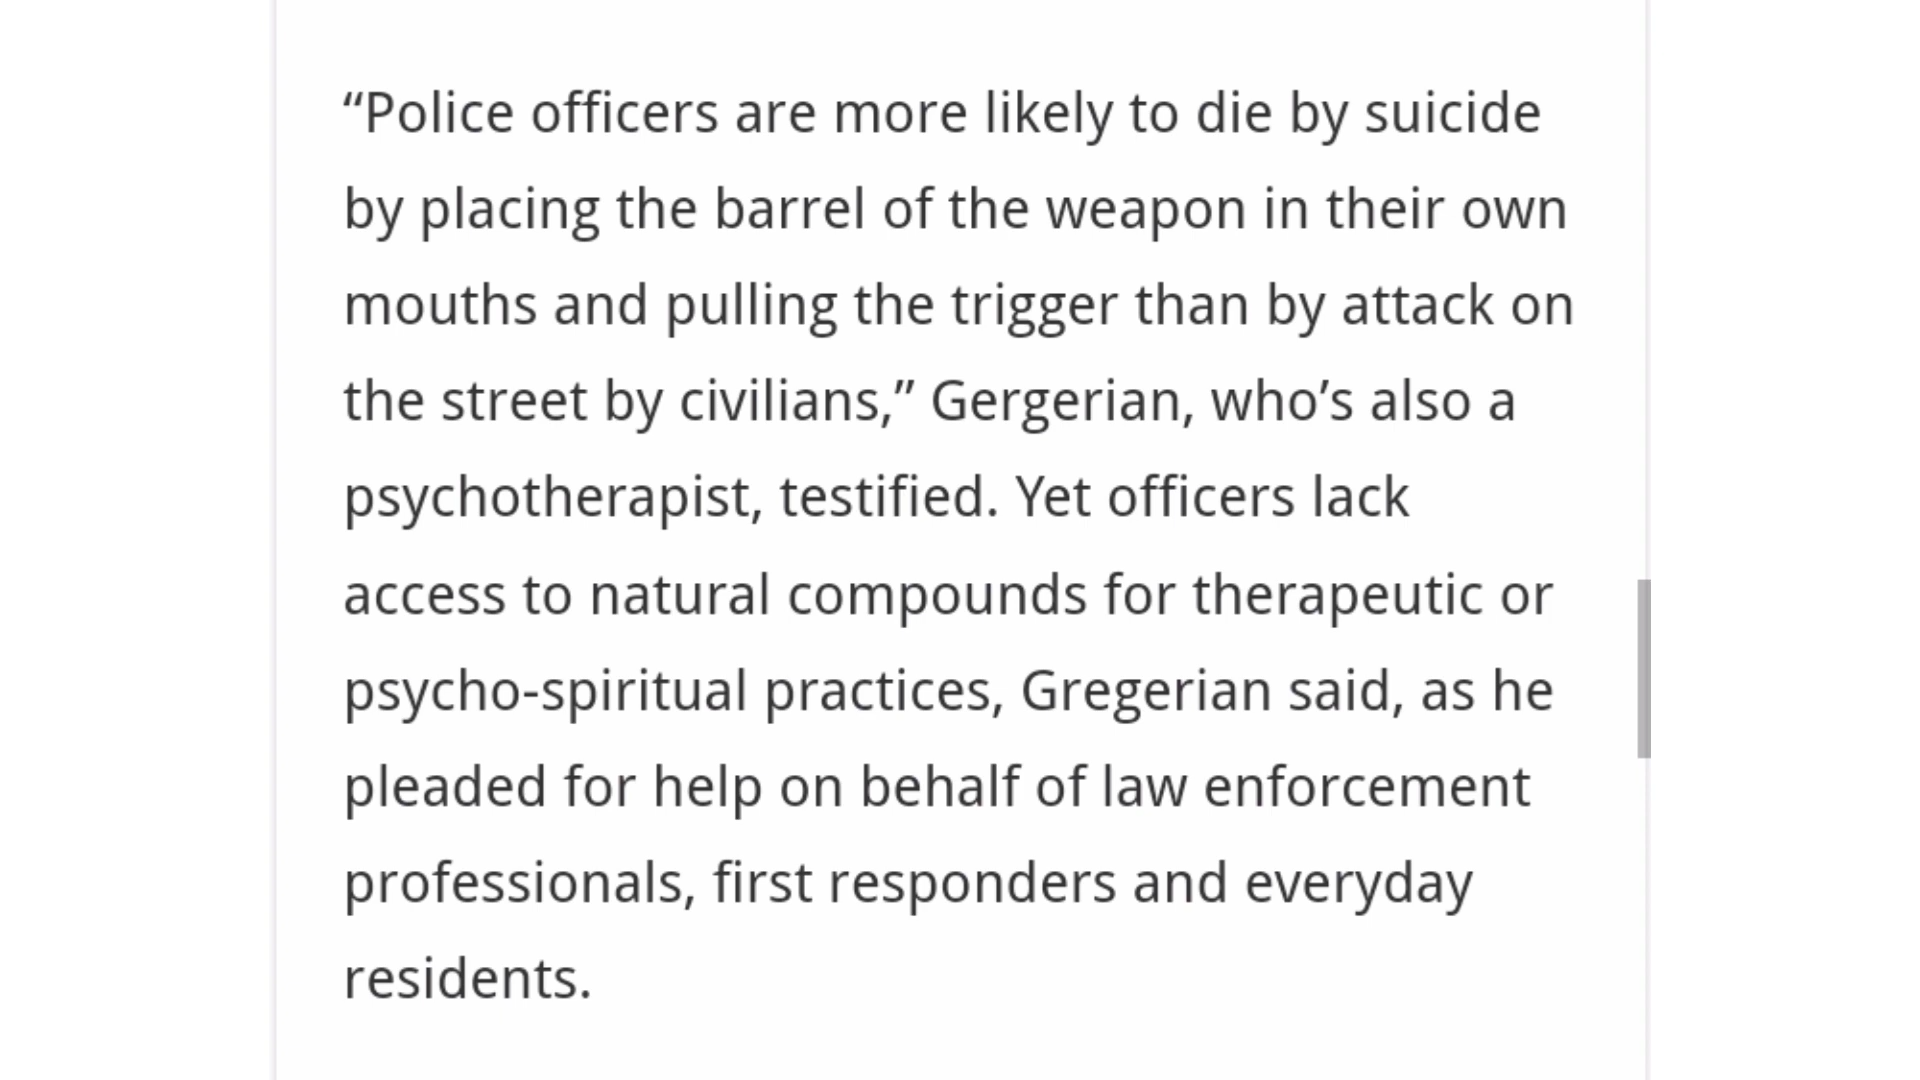 “Police officers are more likely to die by suicide
by placing the barrel of the weapon in their own
mouths and pulling the trigger than by attack on
the street by civilians,” Gergerian, who’s also a
psychotherapist, testified. Yet officers lack
access to natural compounds for therapeutic or
psycho-spiritual practices, Gregerian said, as he
pleaded for help on behalf of law enforcement
professionals, first responders and everyday
residents.